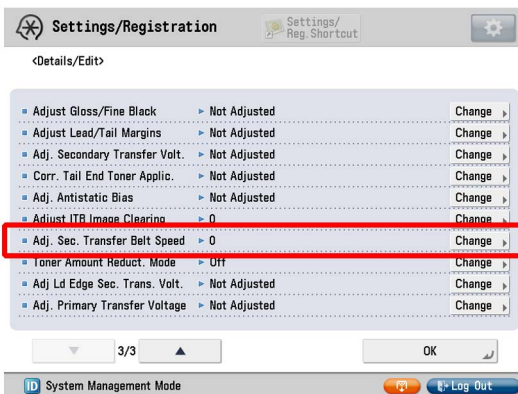 Settings/Registration
Settings/
Reg. Shortcut
<Details/Edit>
Adjust Gloss/Fine Black Not Adjusted Change
Adjust Lead/Tail Margins Not Adjusted Change
Adj. Secondary Transfer Volt. Not Adjusted Change
Corr. Tail End Toner Applic. Not Adjusted Change
Adj. Antistatic Bias Not Adjusted Change
Adjust ITB Image Clearing 0 Change
Adj. Sec. Transfer Belt Speed 0 Change
Toner Amount Reduct. Mode Off Change
Adj Ld Edge Sec. Trans. Volt. Not Adjusted Change
Adj. Primary Transfer Voltage Not Adjusted Change
3/3 OK
ID System Management Mode Log Out